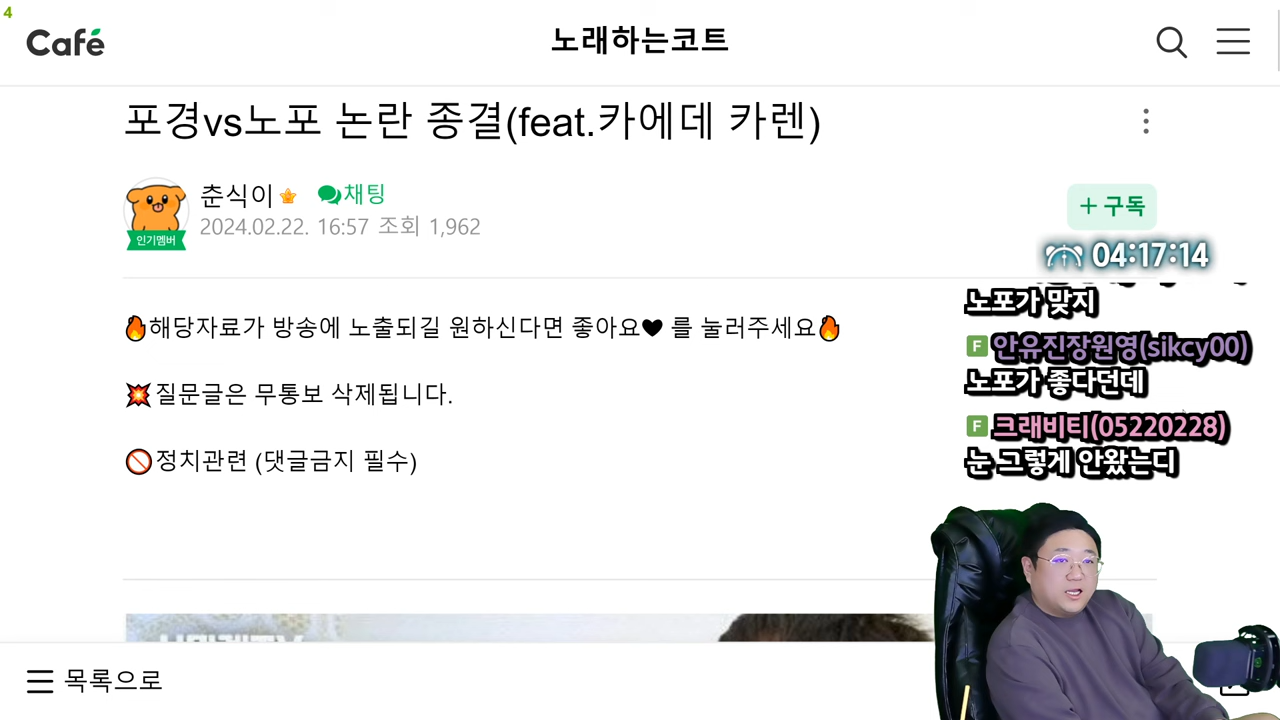 4
Café
노래하는코트
포경vs노포 논란 종결(feat.카에데 카렌)
춘식이 채팅
2024.02.22. 16:57 조회 1,962
인기멤버
+ 구독
04:17:14
🔥해당자료가 방송에 노출되길 원하신다면 좋아요🖤 를 눌러주세요🔥
💥질문글은 무통보 삭제됩니다.
🚫정치관련 (댓글금지 필수)
노포가 맞지
F 안유진장원영(sikcy00)
노포가 좋다던데
F 크래비티(05220228)
눈 그렇게 안왔는디
목록으로